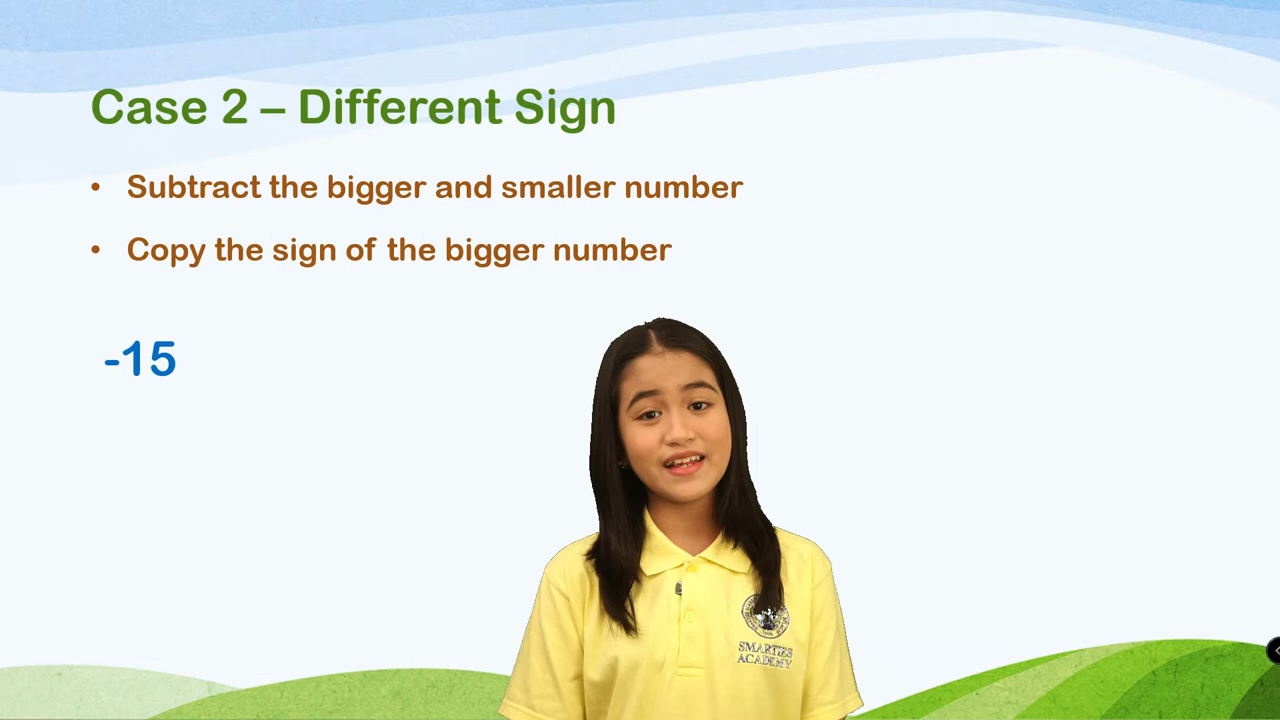 Case 2 – Different Sign
• Subtract the bigger and smaller number
• Copy the sign of the bigger number
-15
SMARTIES
ACADEMY